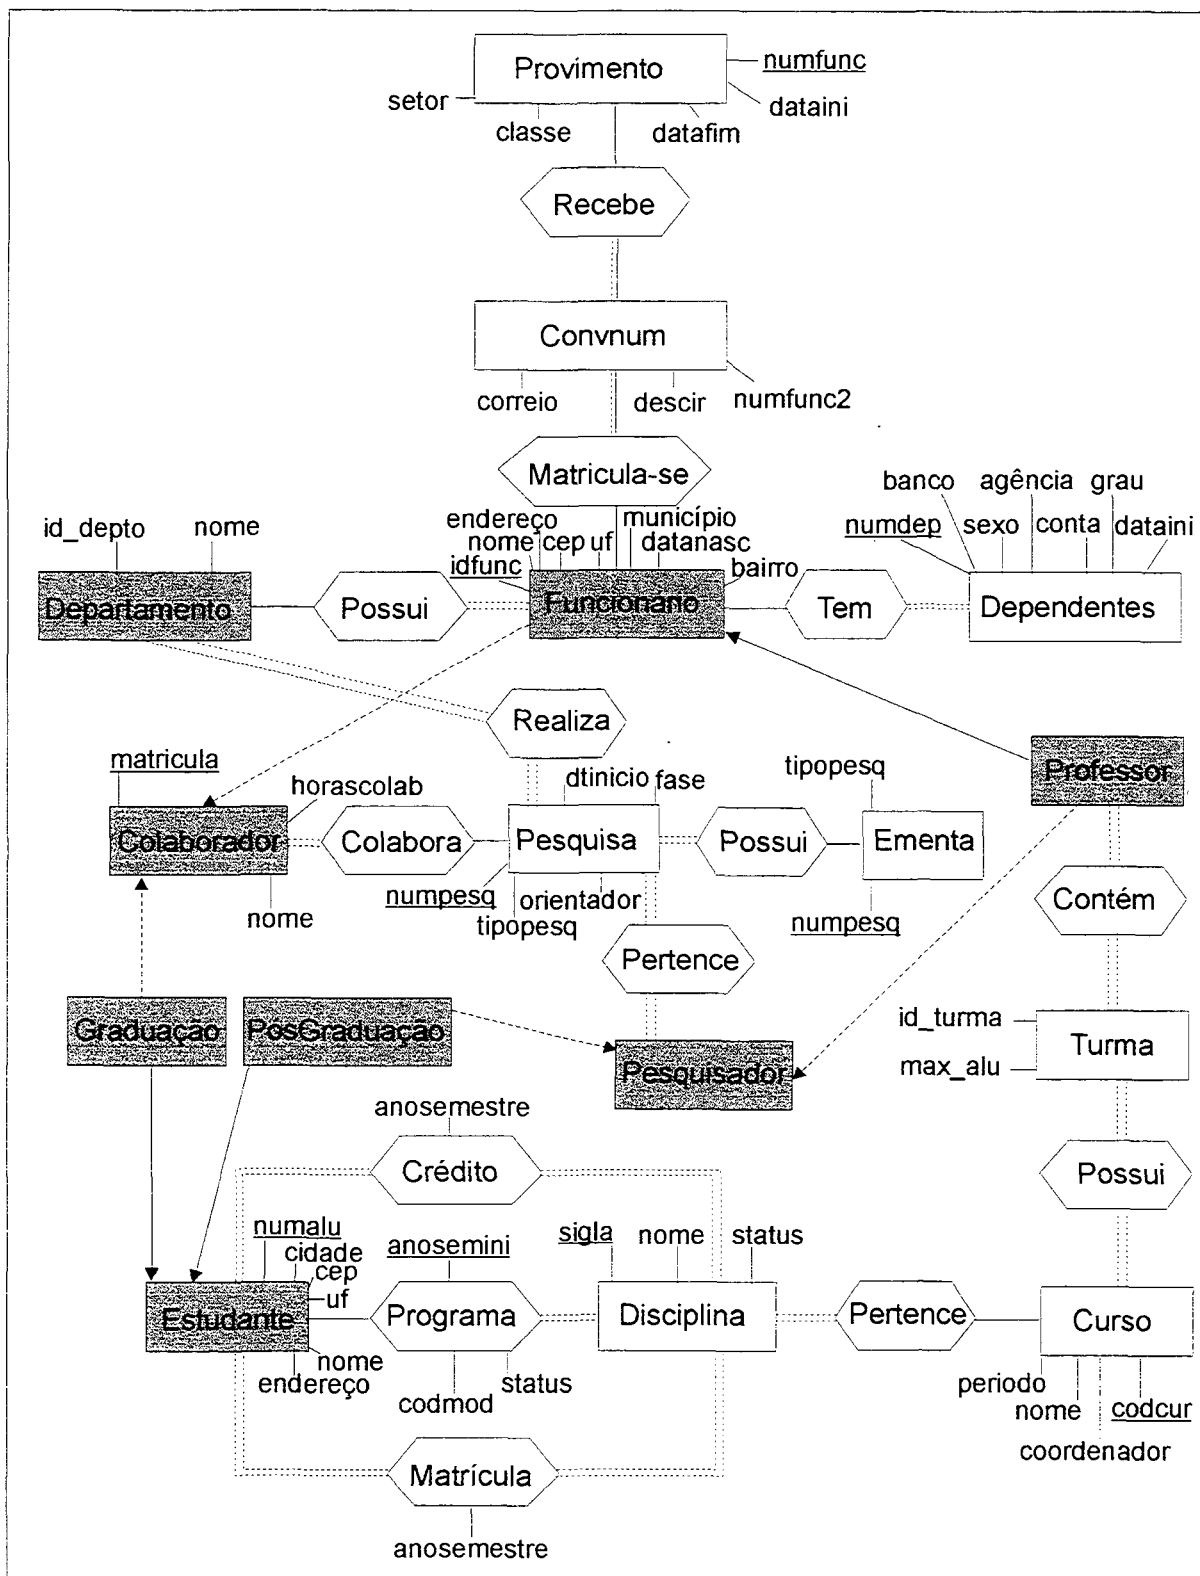 Provimento
numfunc
setor
dataini
classe
datafim
Recebe
Convnum
correio
descir
numfunc2
Matricula-se
banco
agência
grau
id_depto
nome
endereço
município
numdep
sexo
conta
dataini
nome
cep
uf
datanasc
idfunc
bairro
Departamento
Possui
Funcionário
Tem
Dependentes
Realiza
matricula
tipopesq
Professor
horascolab
dtinicio
fase
Colaborador
Colabora
Pesquisa
Possui
Ementa
numpesq
orientador
nome
tipopesq
numpesq
Contém
Pertence
Graduação
PósGraduação
id_turma
Turma
max_alu
Pesquisador
anosemestre
Crédito
Possui
numalu
anosemini
sigla
nome
status
cidade
cep
uf
Estudante
Programa
Disciplina
Pertence
Curso
nome
endereço
status
periodo
codmod
nome
codcur
coordenador
Matrícula
anosemestre